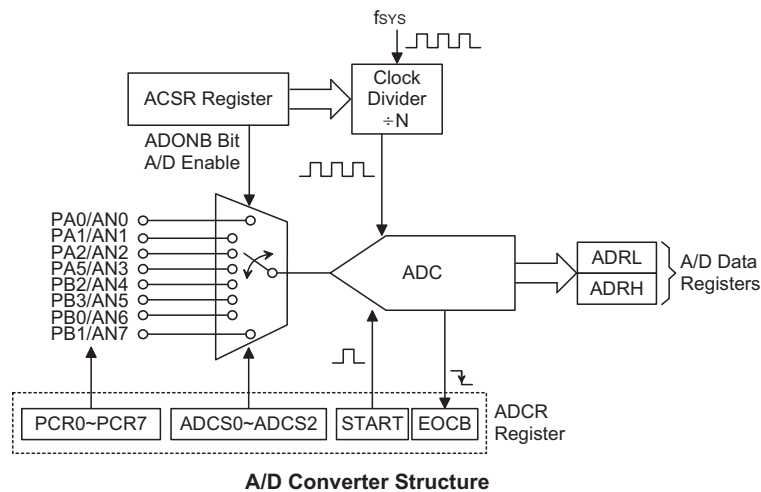 fSYS
ACSR Register
Clock
Divider
÷N
ADONB Bit
A/D Enable
PA0/AN0
PA1/AN1
PA2/AN2
PA5/AN3
PB2/AN4
PB3/AN5
PB0/AN6
PB1/AN7
ADC
ADRL
ADRH
A/D Data
Registers
PCR0~PCR7
ADCS0~ADCS2
START
EOCB
ADCR
Register
A/D Converter Structure